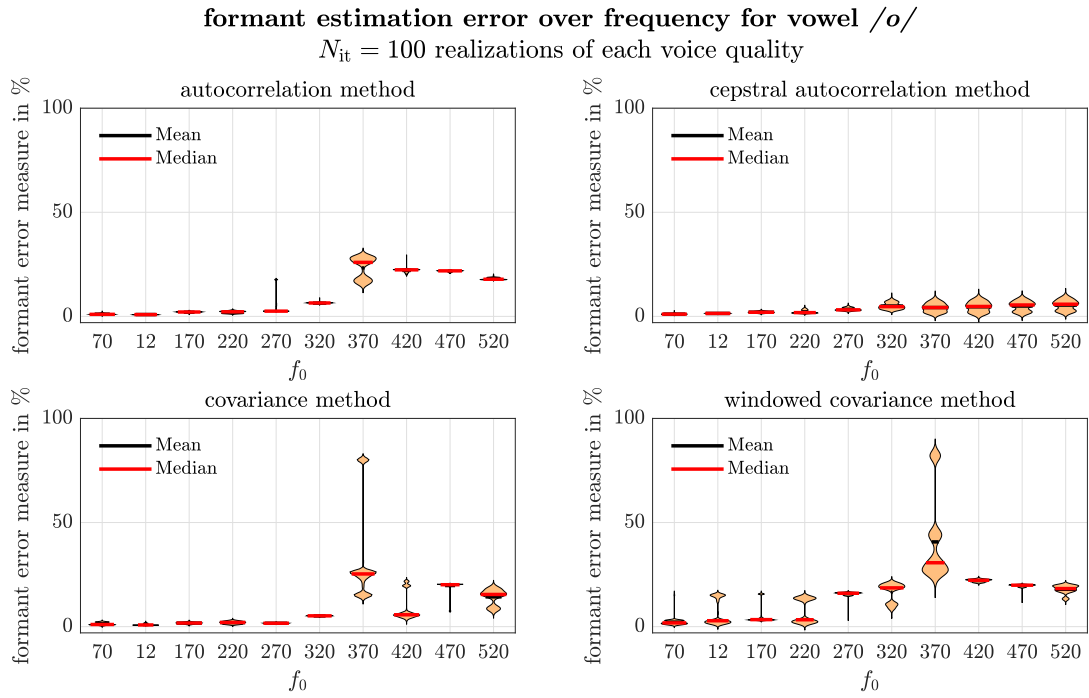 formant estimation error over frequency for vowel /o/
N_it = 100 realizations of each voice quality
autocorrelation method
formant error measure in %
100
50
0
Mean
Median
70 12 170 220 270 320 370 420 470 520
f_0
cepstral autocorrelation method
formant error measure in %
100
50
0
Mean
Median
70 12 170 220 270 320 370 420 470 520
f_0
covariance method
formant error measure in %
100
50
0
Mean
Median
70 12 170 220 270 320 370 420 470 520
f_0
windowed covariance method
formant error measure in %
100
50
0
Mean
Median
70 12 170 220 270 320 370 420 470 520
f_0